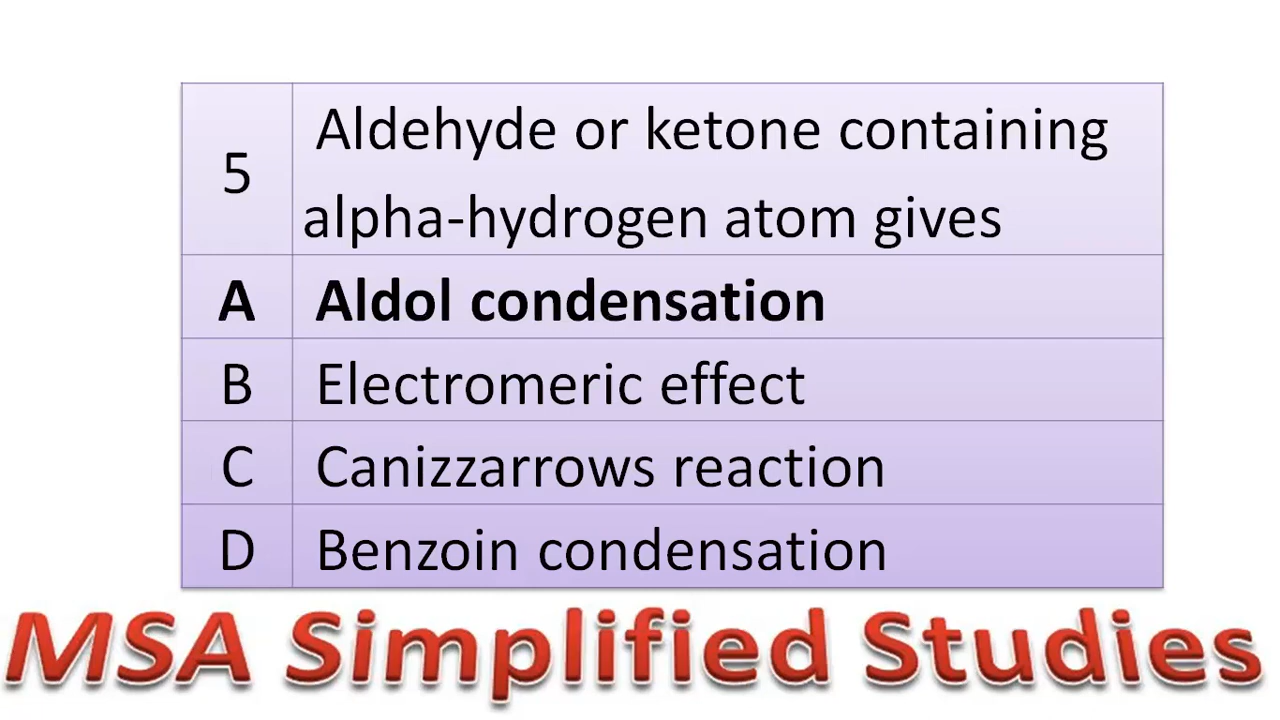 5 Aldehyde or ketone containing
alpha-hydrogen atom gives
A Aldol condensation
B Electromeric effect
C Canizzarrows reaction
D Benzoin condensation
MSA Simplified Studies